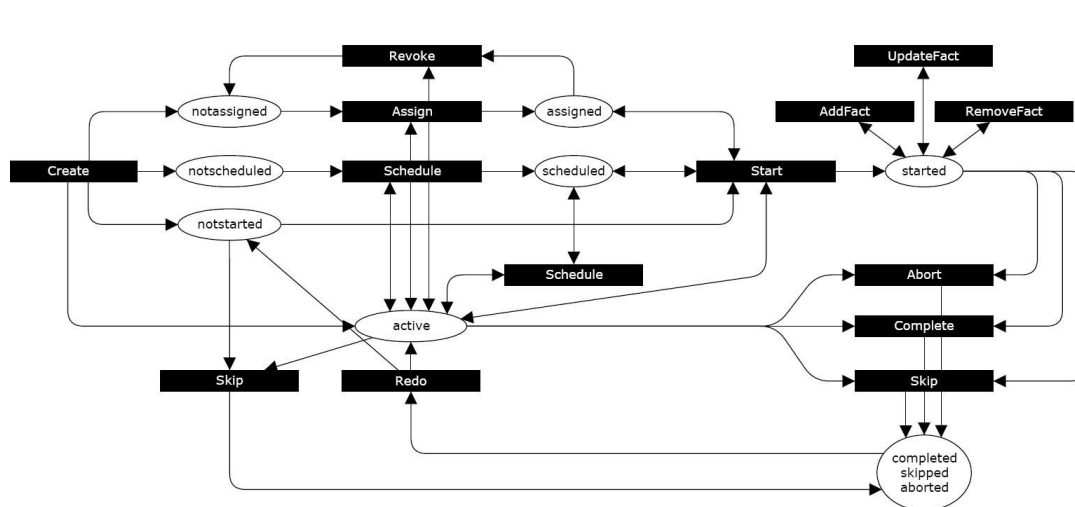 Revoke
UpdateFact
notassigned
Assign
assigned
AddFact
RemoveFact
Create
notscheduled
Schedule
scheduled
Start
started
notstarted
Schedule
Abort
active
Complete
Skip
Redo
Skip
completed
skipped
aborted